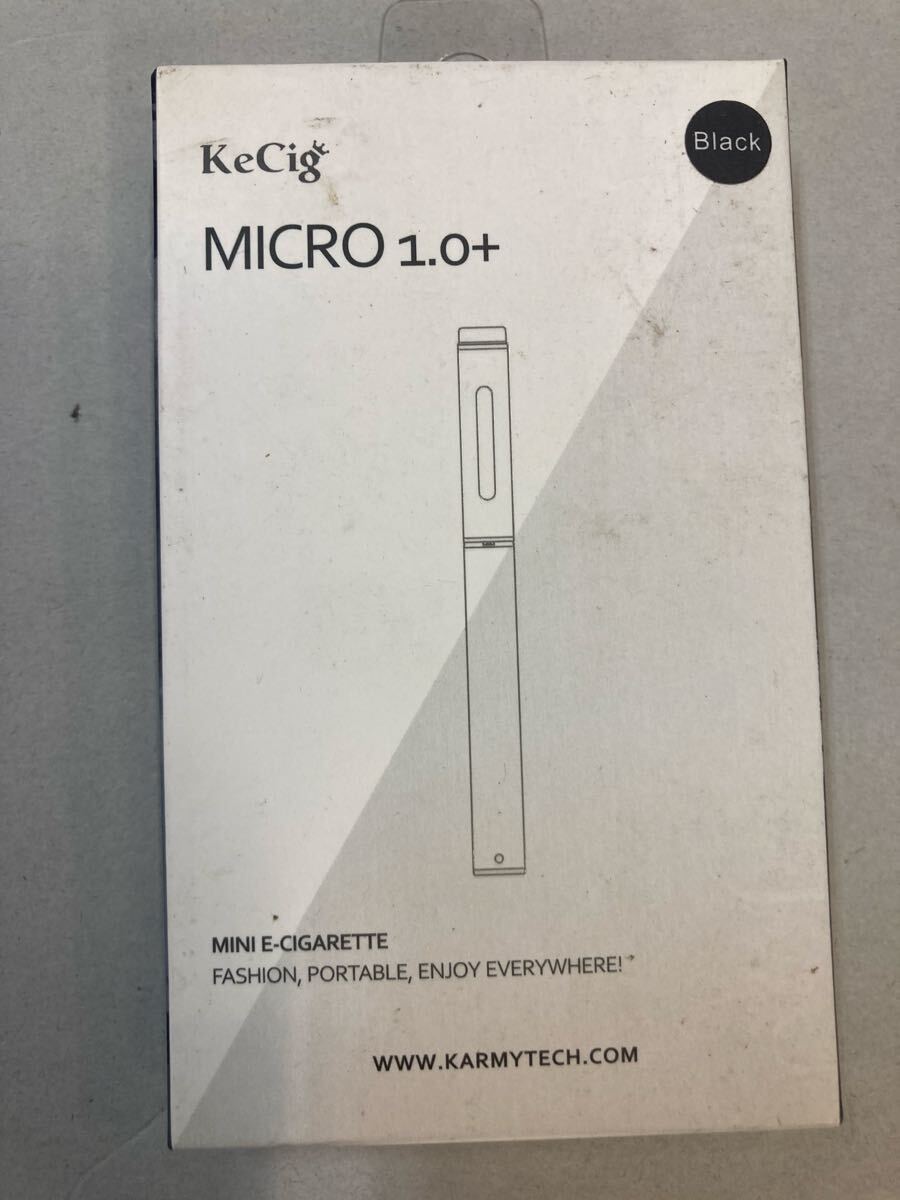 KeCig
Black
MICRO 1.0+
MINI E-CIGARETTE
FASHION, PORTABLE, ENJOY EVERYWHERE!
WWW.KARMYTECH.COM